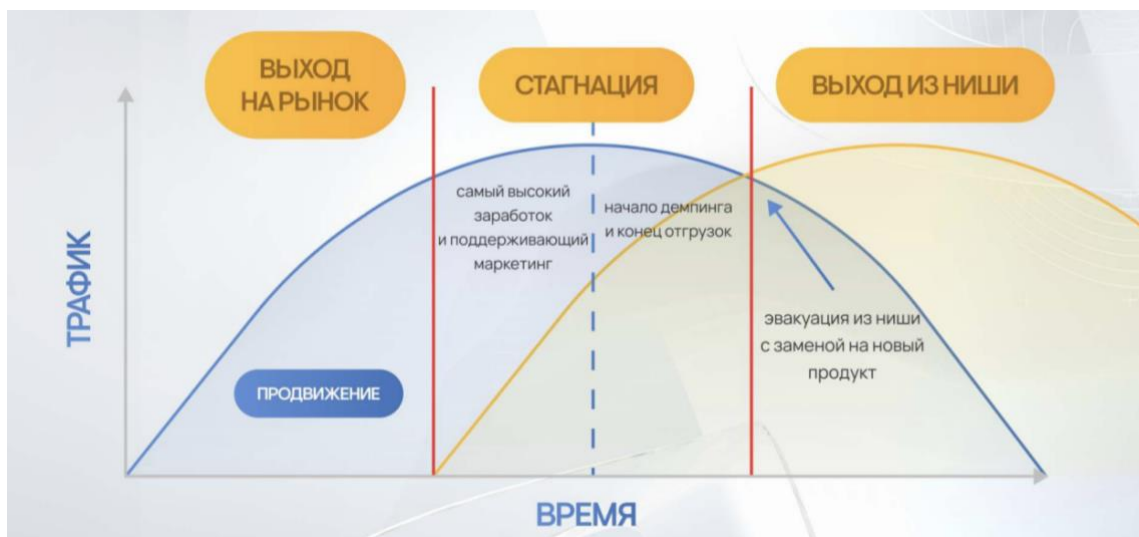 ВЫХОД
НА РЫНОК
СТАГНАЦИЯ
ВЫХОД ИЗ НИШИ
ТРАФИК
самый высокий
заработок
и поддерживающий
маркетинг
начало демпинга
и конец отгрузок
эвакуация из ниши
с заменой на новый
продукт
ПРОДВИЖЕНИЕ
ВРЕМЯ